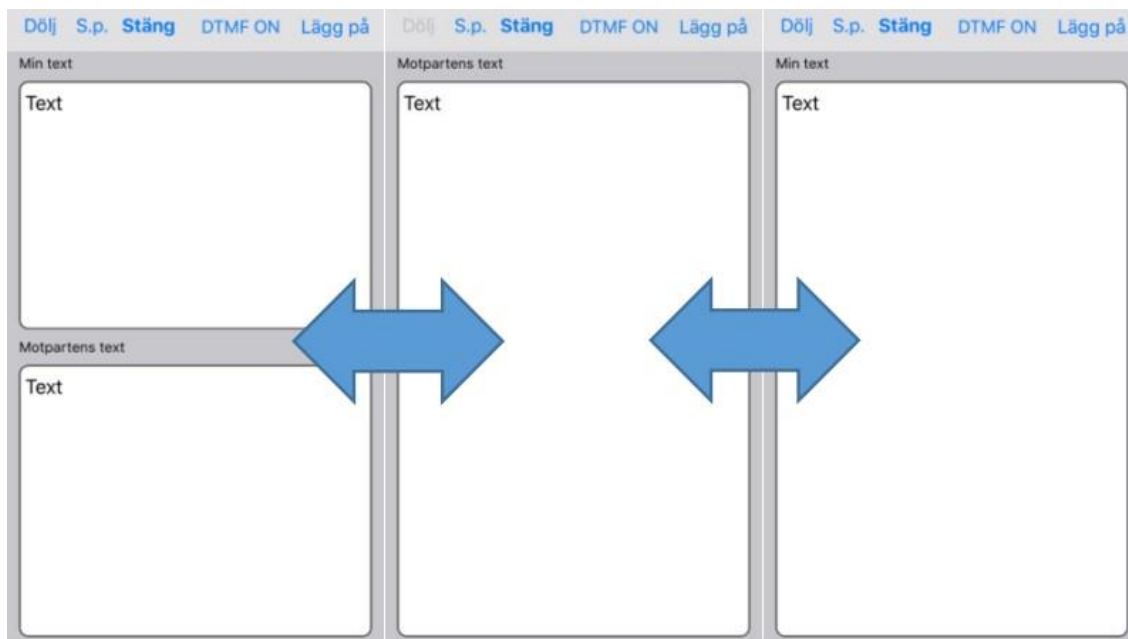 Dölj S.p. Stäng DTMF ON Lägg på
Min text
Text
Motpartens text
Text
Dölj S.p. Stäng DTMF ON Lägg på
Motpartens text
Text
Dölj S.p. Stäng DTMF ON Lägg på
Min text
Text